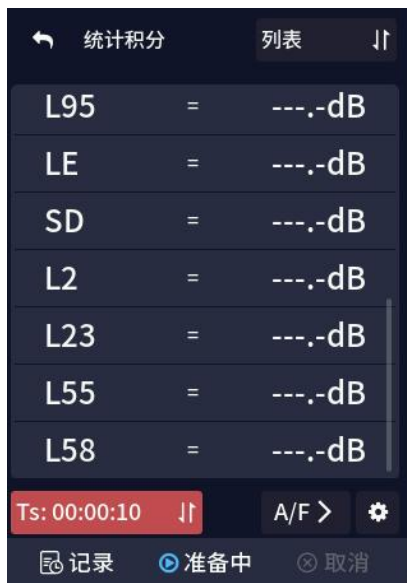 统计积分 列表
L95 = ---.-dB
LE = ---.-dB
SD = ---.-dB
L2 = ---.-dB
L23 = ---.-dB
L55 = ---.-dB
L58 = ---.-dB
Ts: 00:00:10 A/F >
记录 准备中 取消